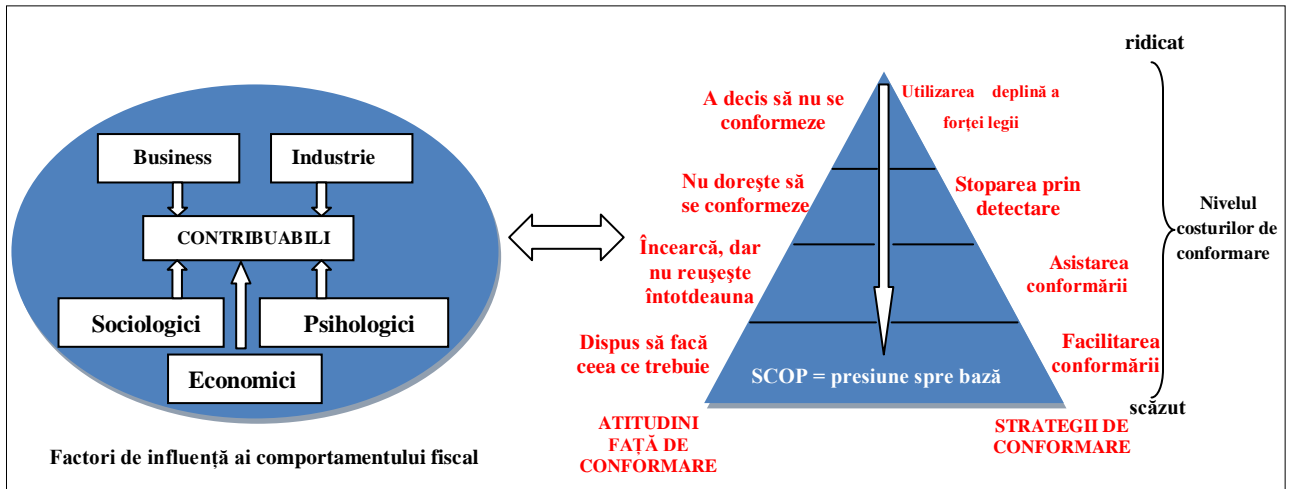 Business
Industrie
CONTRIBUABILI
Sociologici
Psihologici
Economici
Factori de influență ai comportamentului fiscal
A decis să nu se
conformeze
Nu dorește să
se conformeze
Încearcă, dar
nu reușește
întotdeauna
Dispus să facă
ceea ce trebuie
ATITUDINI
FAȚĂ DE
CONFORMARE
SCOP = presiune spre bază
Utilizarea deplină a
forței legii
Stoparea prin
detectare
Asistarea
conformării
Facilitarea
conformării
STRATEGII DE
CONFORMARE
ridicat
Nivelul
costurilor de
conformare
scăzut